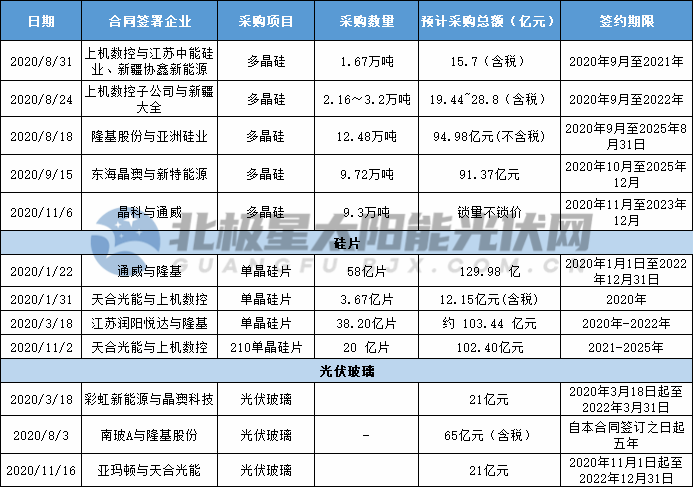 日期 合同签署企业 采购项目 采购数量 预计采购总额（亿元） 签约期限
2020/8/31 上机数控与江苏中能硅业、新疆协鑫新能源 多晶硅 1.67万吨 15.7（含税） 2020年9月至2021年
2020/8/24 上机数控子公司与新疆大全 多晶硅 2.16～3.2万吨 19.44~28.8（含税） 2020年9月至2022年
2020/8/18 隆基股份与亚洲硅业 多晶硅 12.48万吨 94.98亿元(不含税) 2020年9月至2025年8月31日
2020/9/15 东海晶澳与新特能源 多晶硅 9.72万吨 91.37亿元 2020年10月至2025年12月
2020/11/6 晶科与通威 多晶硅 9.3万吨 锁量不锁价 2020年11月至2023年12月
北极星太阳能光伏网
GUANGFU.BJX.COM.CN
硅片
2020/1/22 通威与隆基 单晶硅片 58亿片 129.98 亿 2020年1月1日至2022年12月31日
2020/1/31 天合光能与上机数控 单晶硅片 3.67亿片 12.15亿元(含税) 2020年
2020/3/18 江苏润阳悦达与隆基 单晶硅片 38.20亿片 约 103.44 亿元 2020年-2022年
2020/11/2 天合光能与上机数控 210单晶硅片 20 亿片 102.40亿元 2021-2025年
光伏玻璃
2020/3/18 彩虹新能源与晶澳科技 光伏玻璃 21亿元 2020年3月18日起至2022年3月31日
2020/8/3 南玻A与隆基股份 光伏玻璃 - 65亿元（含税） 自本合同签订之日起五年
2020/11/16 亚玛顿与天合光能 光伏玻璃 21亿元 2020年11月1日起至2022年12月31日